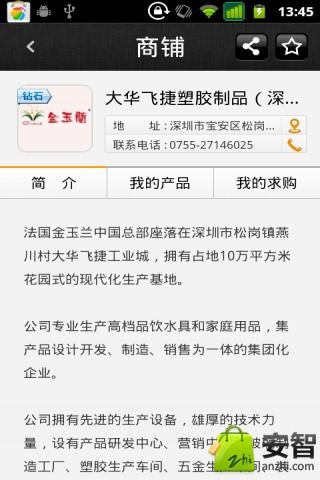 13:45
商铺
钻石
金玉蘭
大华飞捷塑胶制品（深...
地 址 : 深圳市宝安区松岗...
联系电话 : 0755-27146025
简 介
我的产品
我的求购
法国金玉兰中国总部座落在深圳市松岗镇燕
川村大华飞捷工业城，拥有占地10万平方米
花园式的现代化生产基地。
公司专业生产高档品饮水具和家庭用品，集
产品设计开发、制造、销售为一体的集团化
企业。
公司拥有先进的生产设备，雄厚的技术力
量，设有产品研发中心、营销中
造工厂、塑胶生产车间、五金生
安智
zhi
anzhi.com